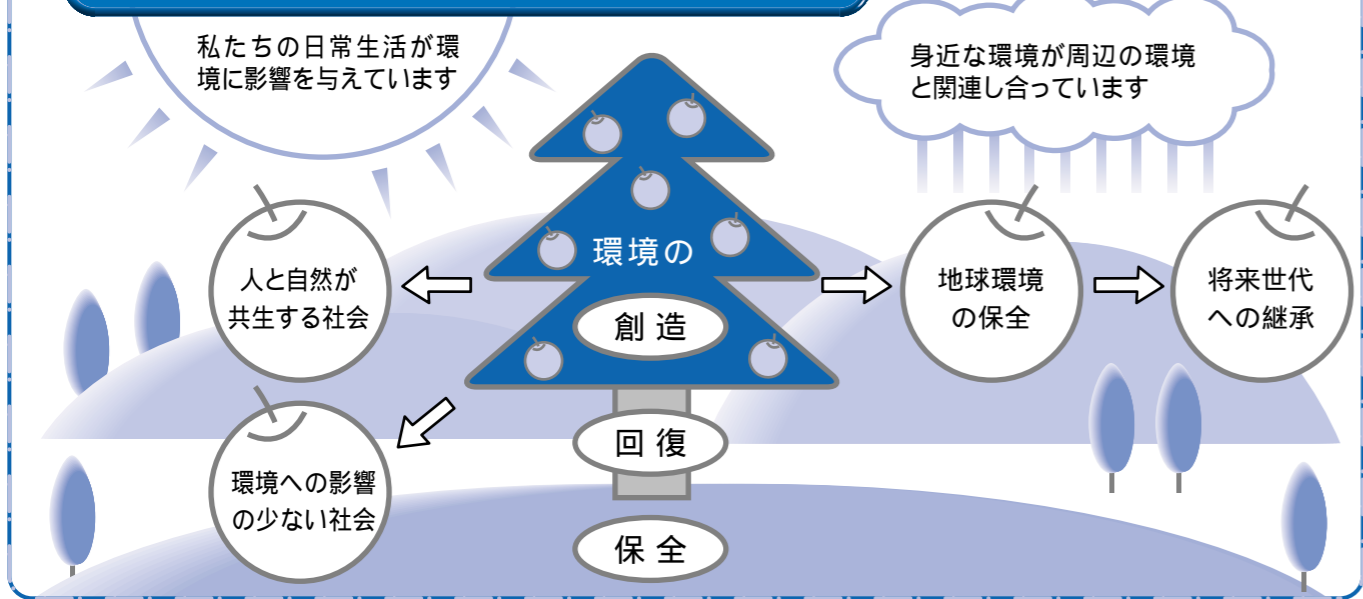 私たちの日常生活が環
境に影響を与えています
身近な環境が周辺の環境
と関連し合っています
環境の
創造
回復
保全
人と自然が
共生する社会
環境への影響
の少ない社会
地球環境
の保全
将来世代
への継承